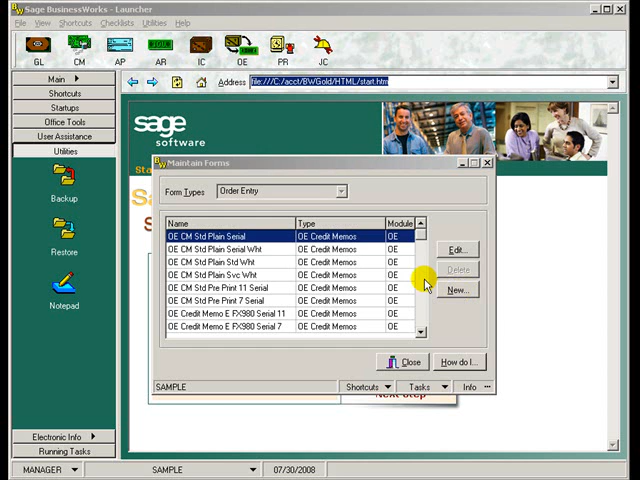 Sage BusinessWorks - Launcher
File View Shortcuts Checklists Utilities Help
GL CM AP AR IC OE PR JC
Main
Shortcuts
Startups
Office Tools
User Assistance
Utilities
Backup
Restore
Notepad
Electronic Info
Running Tasks
Address file:///C:/acct/BWGold/HTML/start.htm
sage
software
Maintain Forms
Form Types Order Entry
Name Type Module
OE CM Std Plain Serial OE Credit Memos OE
OE CM Std Plain Serial Wht OE Credit Memos OE
OE CM Std Plain Std Wht OE Credit Memos OE
OE CM Std Plain Svc Wht OE Credit Memos OE
OE CM Std Pre Print 11 Serial OE Credit Memos OE
OE CM Std Pre Print 7 Serial OE Credit Memos OE
OE Credit Memo E FX980 Serial 11 OE Credit Memos OE
OE Credit Memo E FX980 Serial 7 OE Credit Memos OE
Edit...
Delete
New...
Close How do I...
SAMPLE Shortcuts Tasks Info
Next Step
MANAGER SAMPLE 07/30/2008